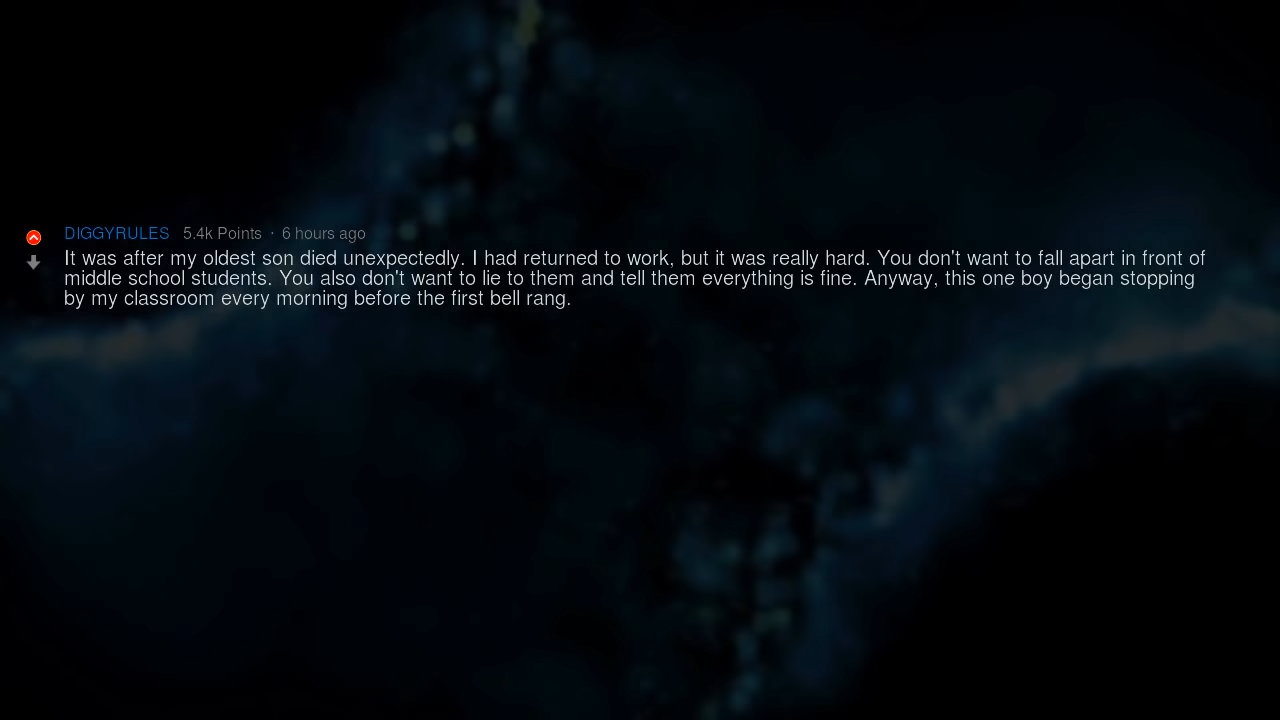 DIGGYRULES 5.4k Points · 6 hours ago
It was after my oldest son died unexpectedly. I had returned to work, but it was really hard. You don't want to fall apart in front of
middle school students. You also don't want to lie to them and tell them everything is fine. Anyway, this one boy began stopping
by my classroom every morning before the first bell rang.